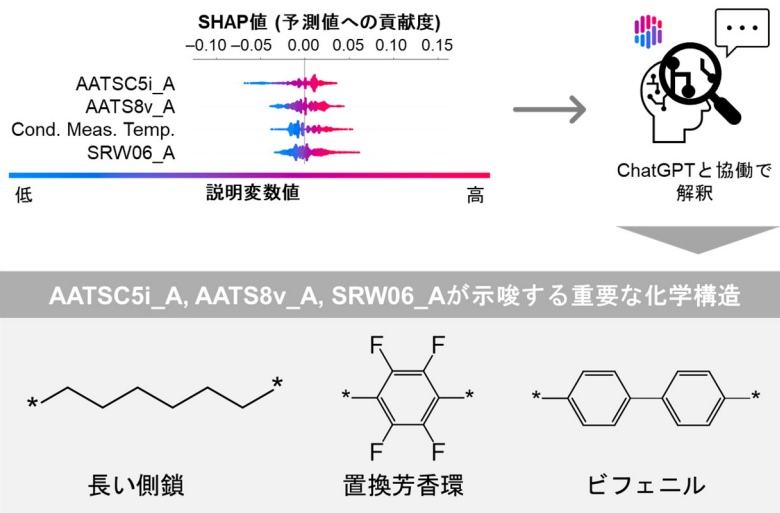 SHAP値 (予測値への貢献度)
−0.10 −0.05 0.00 0.05 0.10 0.15
AATSC5i_A
AATS8v_A
Cond. Meas. Temp.
SRW06_A
低 説明変数値 高
ChatGPTと協働で
解釈
AATSC5i_A, AATS8v_A, SRW06_Aが示唆する重要な化学構造
F F
* * * * * *
F F
長い側鎖 置換芳香環 ビフェニル